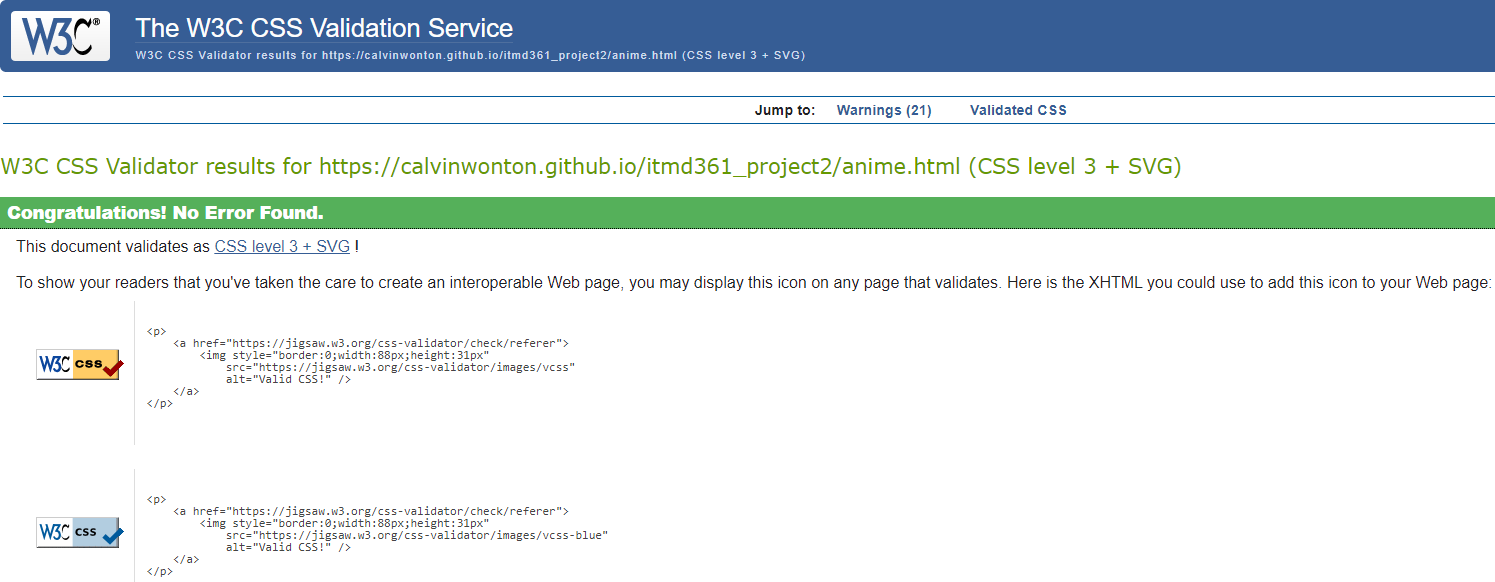 W3C® The W3C CSS Validation Service
W3C CSS Validator results for https://calvinwonton.github.io/itmd361_project2/anime.html (CSS level 3 + SVG)
Jump to: Warnings (21) Validated CSS
W3C CSS Validator results for https://calvinwonton.github.io/itmd361_project2/anime.html (CSS level 3 + SVG)
Congratulations! No Error Found.
This document validates as CSS level 3 + SVG !
To show your readers that you've taken the care to create an interoperable Web page, you may display this icon on any page that validates. Here is the XHTML you could use to add this icon to your Web page:
W3C css
<p>
    <a href="https://jigsaw.w3.org/css-validator/check/referer">
        <img style="border:0;width:88px;height:31px"
            src="https://jigsaw.w3.org/css-validator/images/vcss"
            alt="Valid CSS!" />
    </a>
</p>
W3C css
<p>
    <a href="https://jigsaw.w3.org/css-validator/check/referer">
        <img style="border:0;width:88px;height:31px"
            src="https://jigsaw.w3.org/css-validator/images/vcss-blue"
            alt="Valid CSS!" />
    </a>
</p>